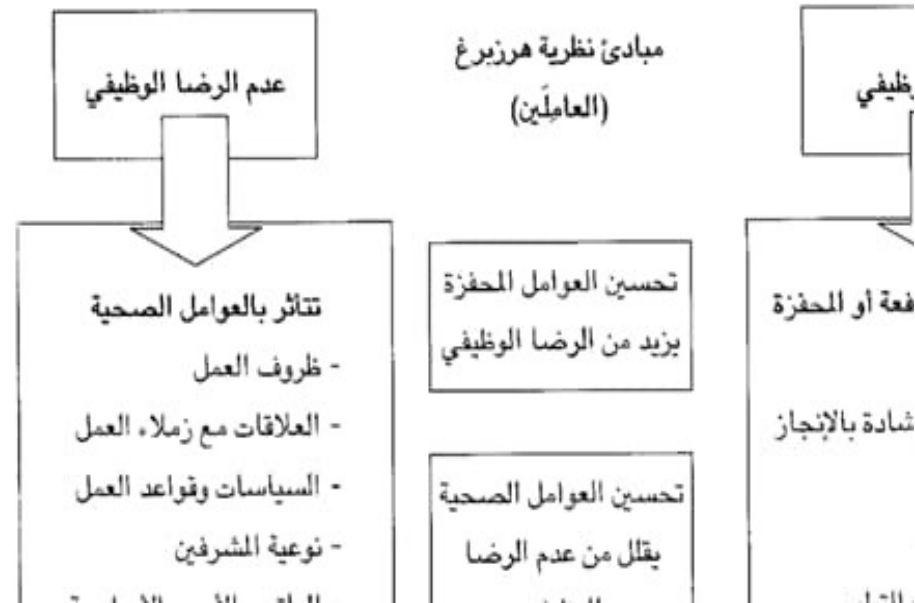 مبادئ نظرية هرزبرغ
(العامِلَين)
عدم الرضا الوظيفي
فعة أو المحفزة
شادة بالإنجاز
تحسين العوامل المحفزة
يزيد من الرضا الوظيفي
تحسين العوامل الصحية
يقلل من عدم الرضا
تتأثر بالعوامل الصحية
- ظروف العمل
- العلاقات مع زملاء العمل
- السياسات وقواعد العمل
- نوعية المشرفين